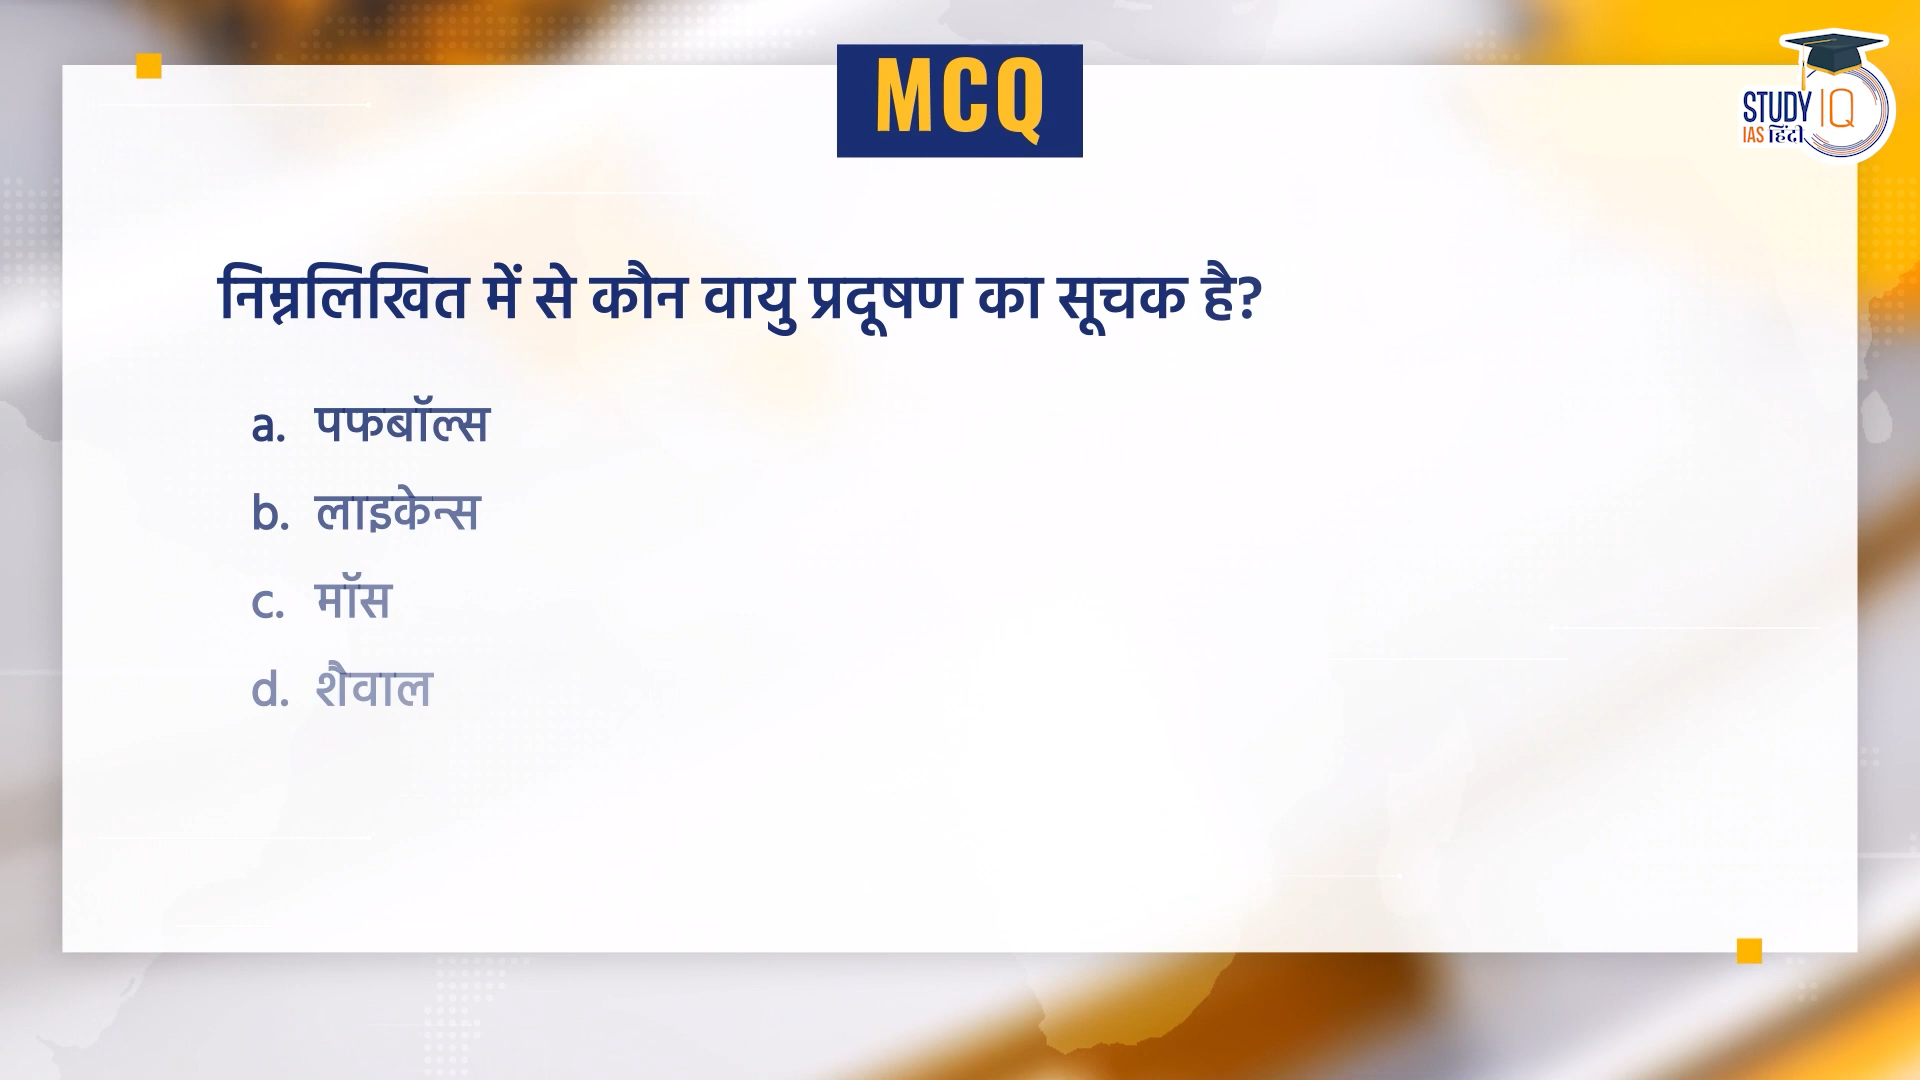 MCQ
STUDY IQ
IAS हिंदी
निम्नलिखित में से कौन वायु प्रदूषण का सूचक है?
a. पफबॉल्स
b. लाइकेन्स
c. मॉस
d. शैवाल